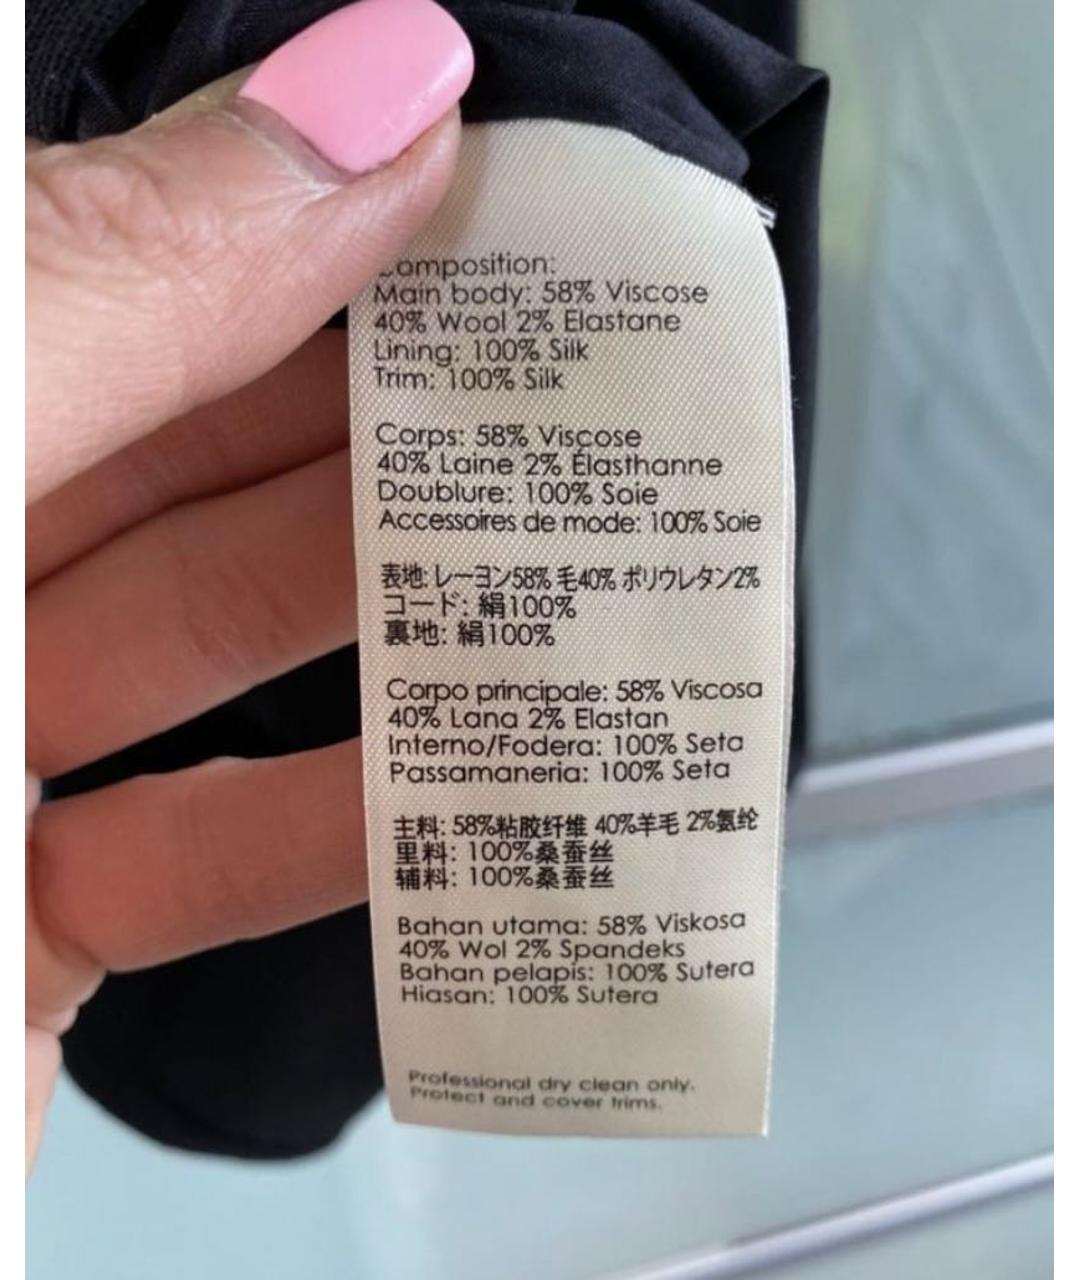 Composition:
Main body: 58% Viscose
40% Wool 2% Elastane
Lining: 100% Silk
Trim: 100% Silk
Corps: 58% Viscose
40% Laine 2% Élasthanne
Doublure: 100% Soie
Accessoires de mode: 100% Soie
表地: レーヨン58% 毛40% ポリウレタン2%
コード: 絹100%
裏地: 絹100%
Corpo principale: 58% Viscosa
40% Lana 2% Elastan
Interno/Fodera: 100% Seta
Passamaneria: 100% Seta
主料: 58%粘胶纤维 40%羊毛 2%氨纶
里料: 100%桑蚕丝
辅料: 100%桑蚕丝
Bahan utama: 58% Viskosa
40% Wol 2% Spandeks
Bahan pelapis: 100% Sutera
Hiasan: 100% Sutera
Professional dry clean only.
Protect and cover trims.